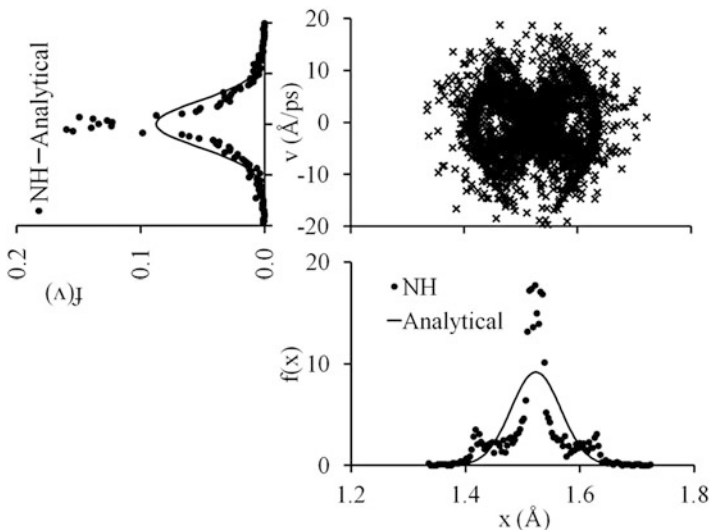 ● NH – Analytical
f(v)
0.2
0.1
0.0
v (Å/ps)
20
10
0
-10
-20
● NH
– Analytical
f(x)
20
10
0
1.2
1.4
1.6
1.8
x (Å)